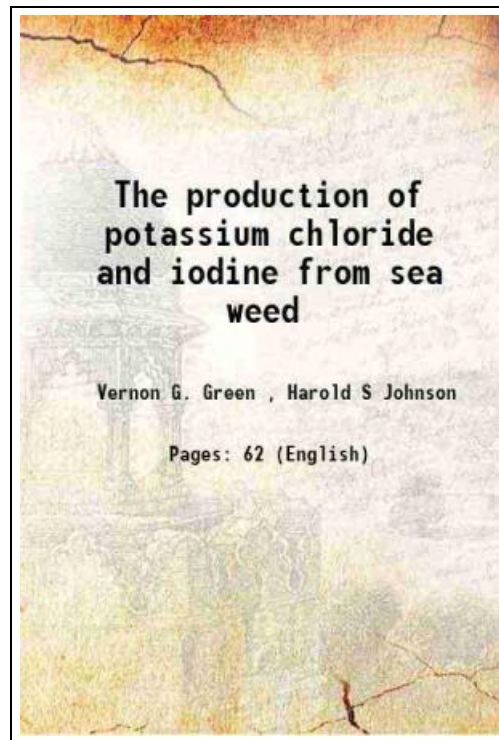 The production of
potassium chloride
and iodine from sea
weed
Vernon G. Green , Harold S Johnson
Pages: 62 (English)